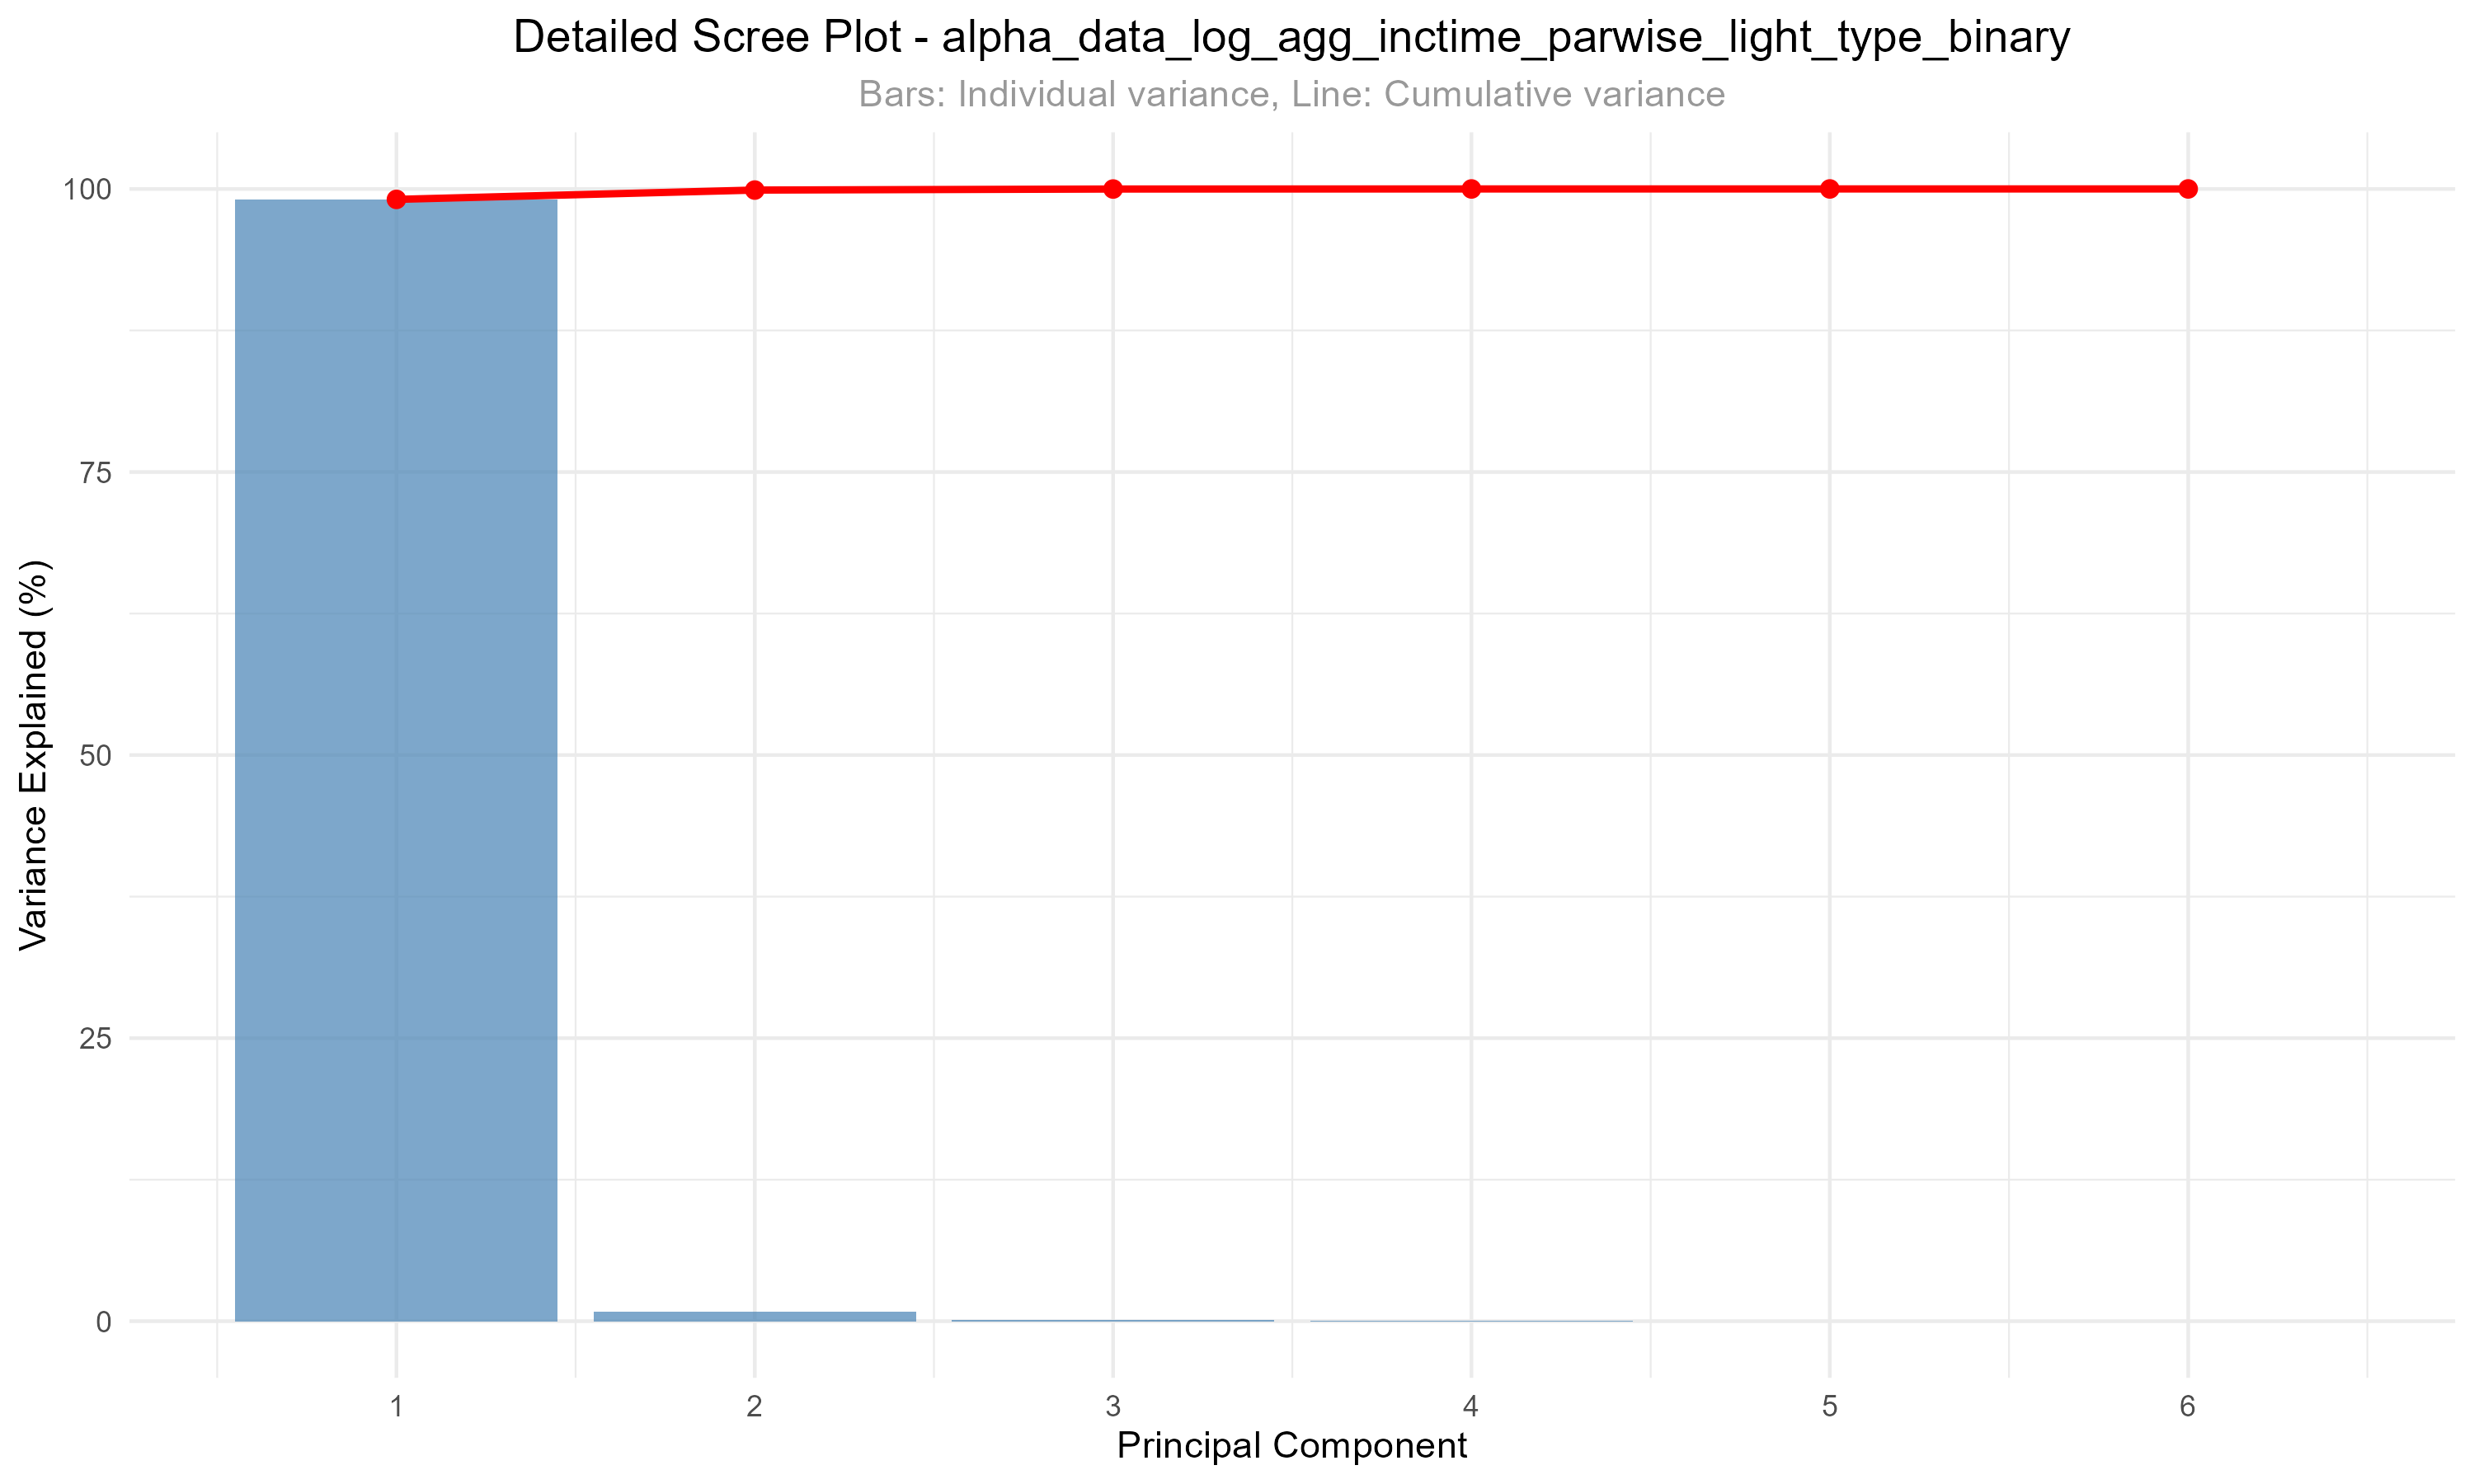 Detailed Scree Plot - alpha_data_log_agg_inctime_parwise_light_type_binary
Bars: Individual variance, Line: Cumulative variance
Variance Explained (%)
100
75
50
25
0
1 2 3 4 5 6
Principal Component